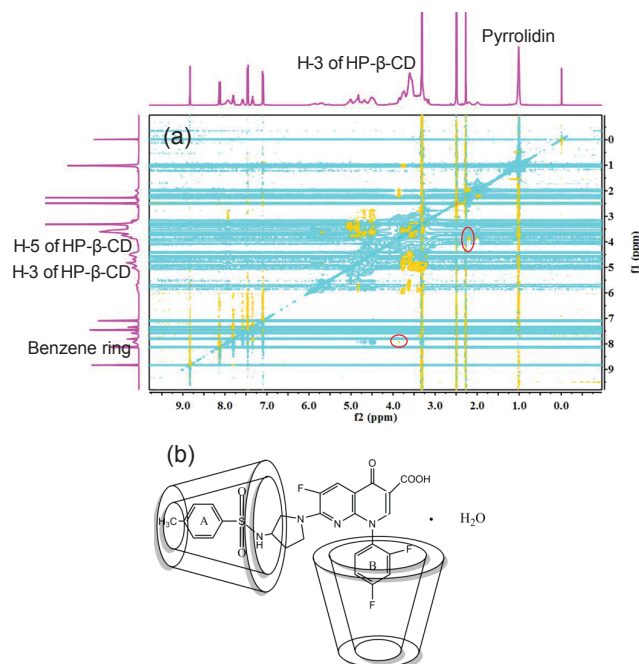 Pyrrolidin
H-3 of HP-β-CD
(a)
0
1
2
3
4
5
6
7
8
9
f1 (ppm)
H-5 of HP-β-CD
H-3 of HP-β-CD
Benzene ring
9.0 8.0 7.0 6.0 5.0 4.0 3.0 2.0 1.0 0.0
f2 (ppm)
(b)
O
F COOH
O
H₃C A S N N N • H₂O
N
H
O
F
B
F